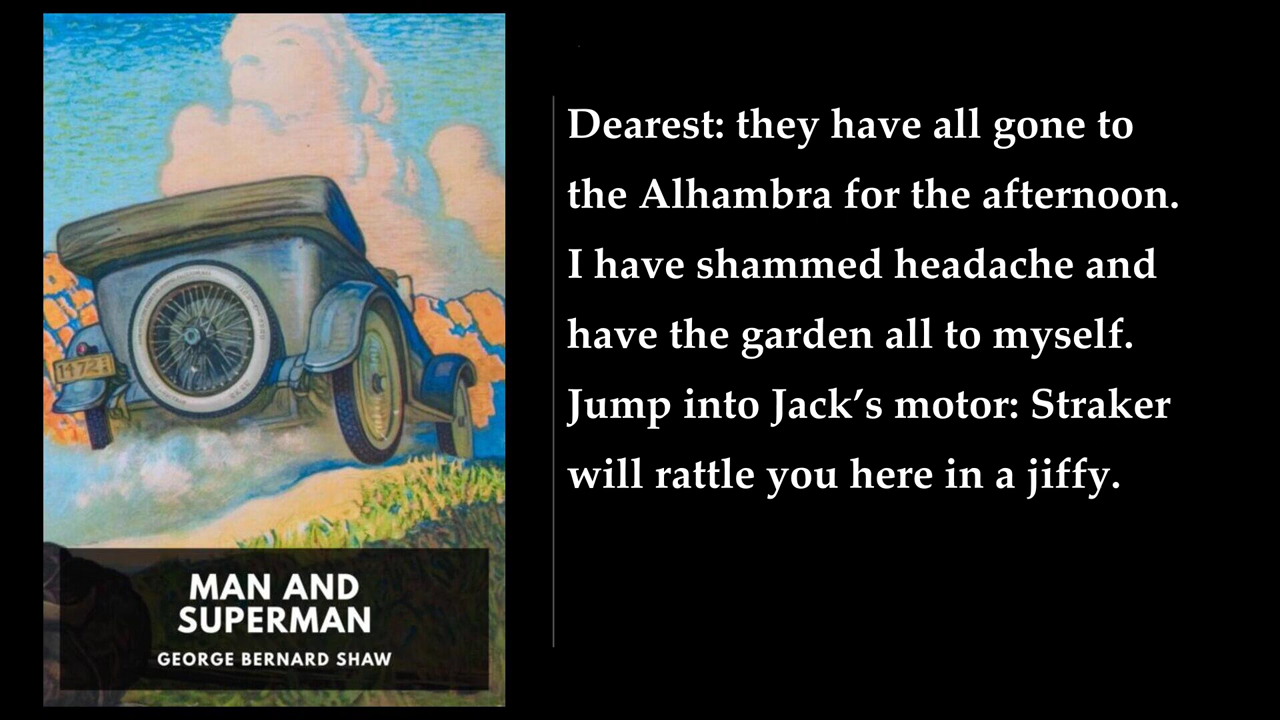 Dearest: they have all gone to
the Alhambra for the afternoon.
I have shammed headache and
have the garden all to myself.
Jump into Jack’s motor: Straker
will rattle you here in a jiffy.
1472
MAN AND
SUPERMAN
GEORGE BERNARD SHAW